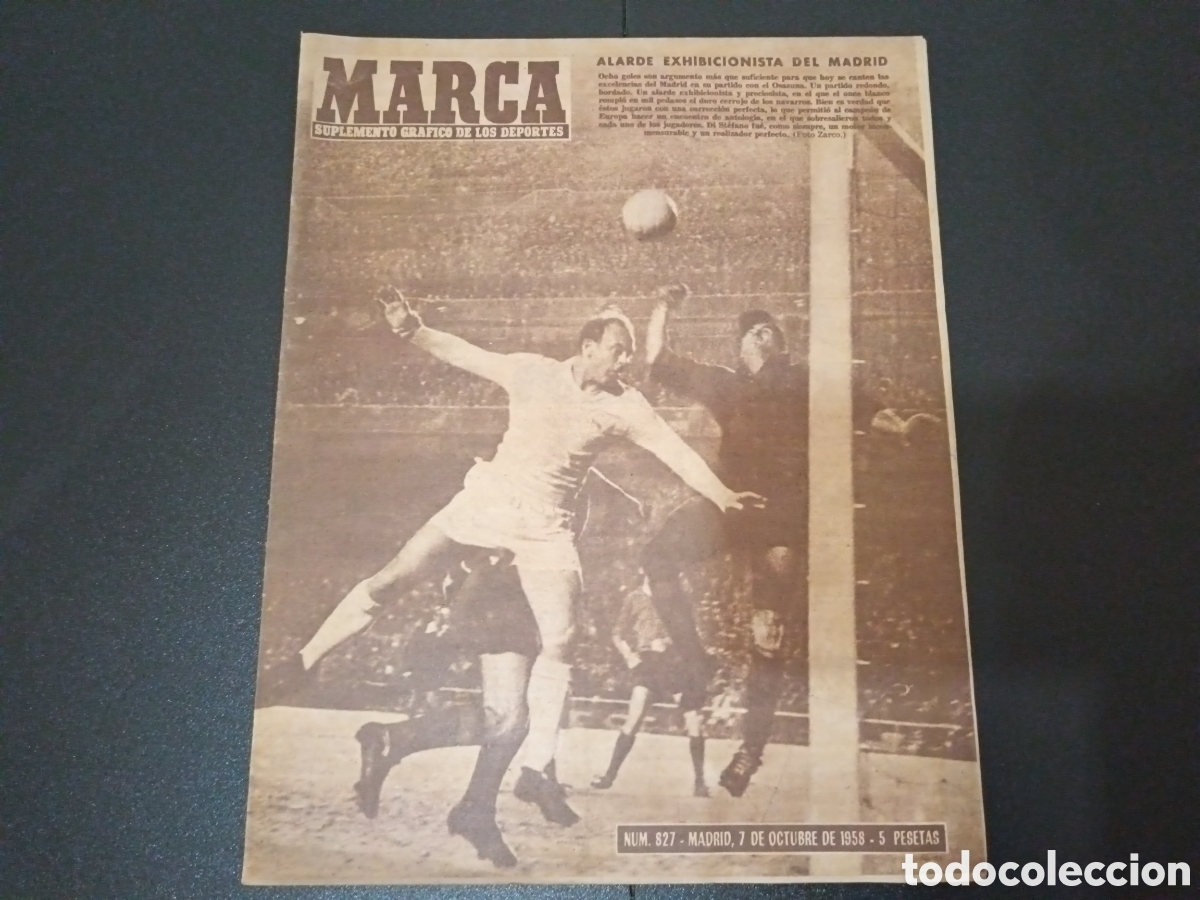 MARCA
SUPLEMENTO GRÁFICO DE LOS DEPORTES
ALARDE EXHIBICIONISTA DEL MADRID
Ocho goles son argumento más que suficiente para que hoy se canten las
excelencias del Madrid en su partido con el Osasuna. Un partido redondo,
bordado. Un alarde exhibicionista y preciosista, en el que el once blanco
rompió en mil pedazos el duro cerrojo de los navarros. Bien es verdad que
éstos jugaron con una corrección perfecta, lo que permitió al campeón de
Europa hacer un encuentro de antología, en el que sobresalieron todos y
cada uno de los jugadores. Di Stéfano fué, como siempre, un motor
mensurable y un realizador perfecto. (Foto Zarco.)
NUM. 827 - MADRID, 7 DE OCTUBRE DE 1958 - 5 PESETAS
todocoleccion